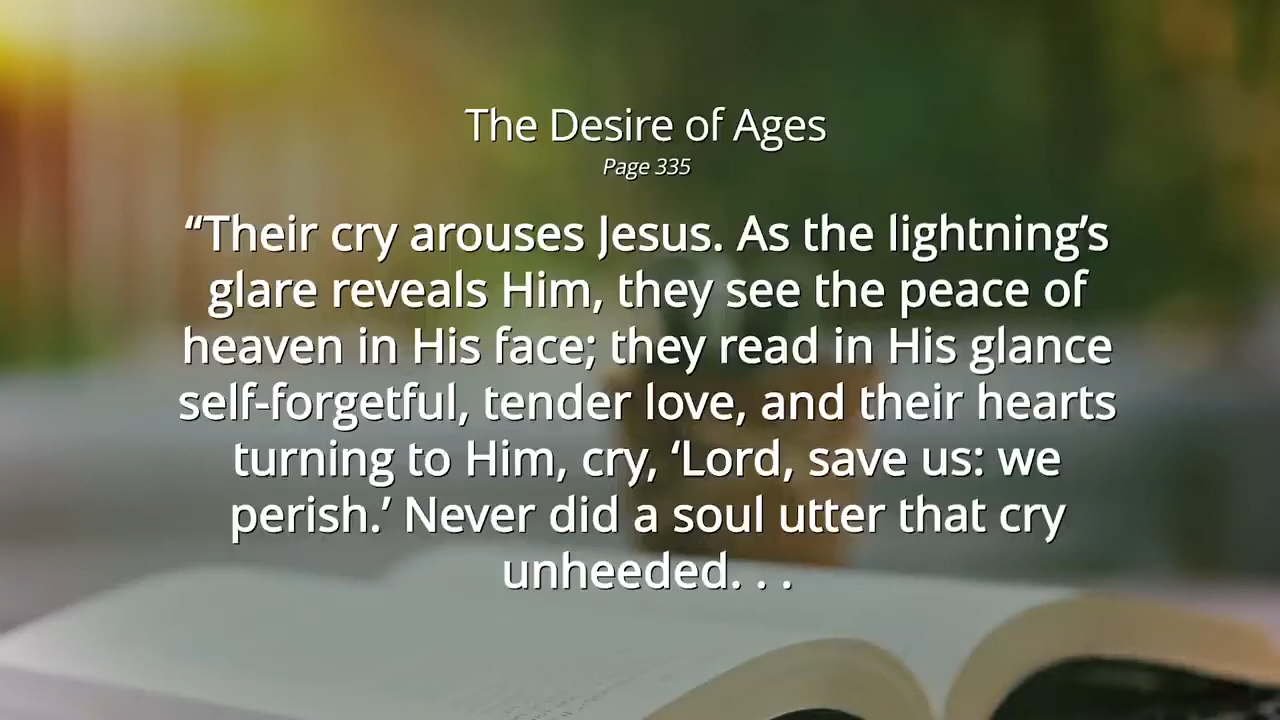 The Desire of Ages
Page 335
“Their cry arouses Jesus. As the lightning’s
glare reveals Him, they see the peace of
heaven in His face; they read in His glance
self-forgetful, tender love, and their hearts
turning to Him, cry, ‘Lord, save us: we
perish.’ Never did a soul utter that cry
unheeded. . .